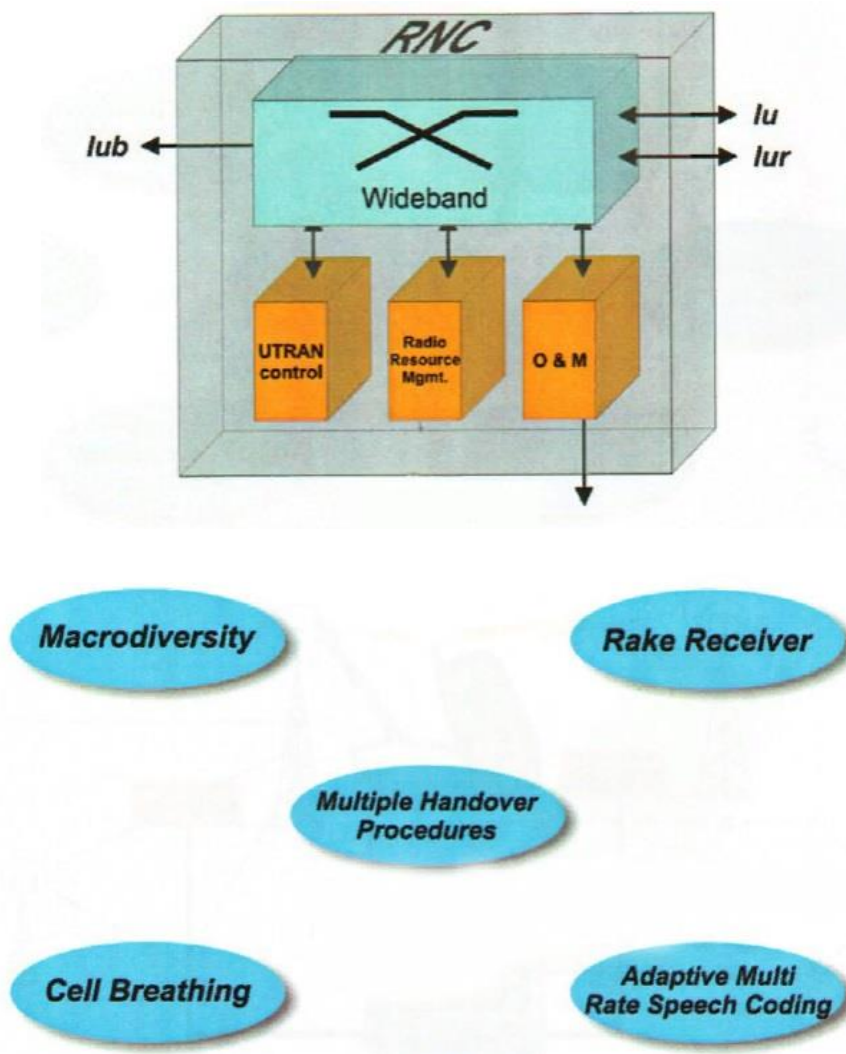 RNC
Iub
Iu
Iur
Wideband
UTRAN
control
Radio
Resource
Mgmt.
O & M
Macrodiversity
Rake Receiver
Multiple Handover
Procedures
Cell Breathing
Adaptive Multi
Rate Speech Coding